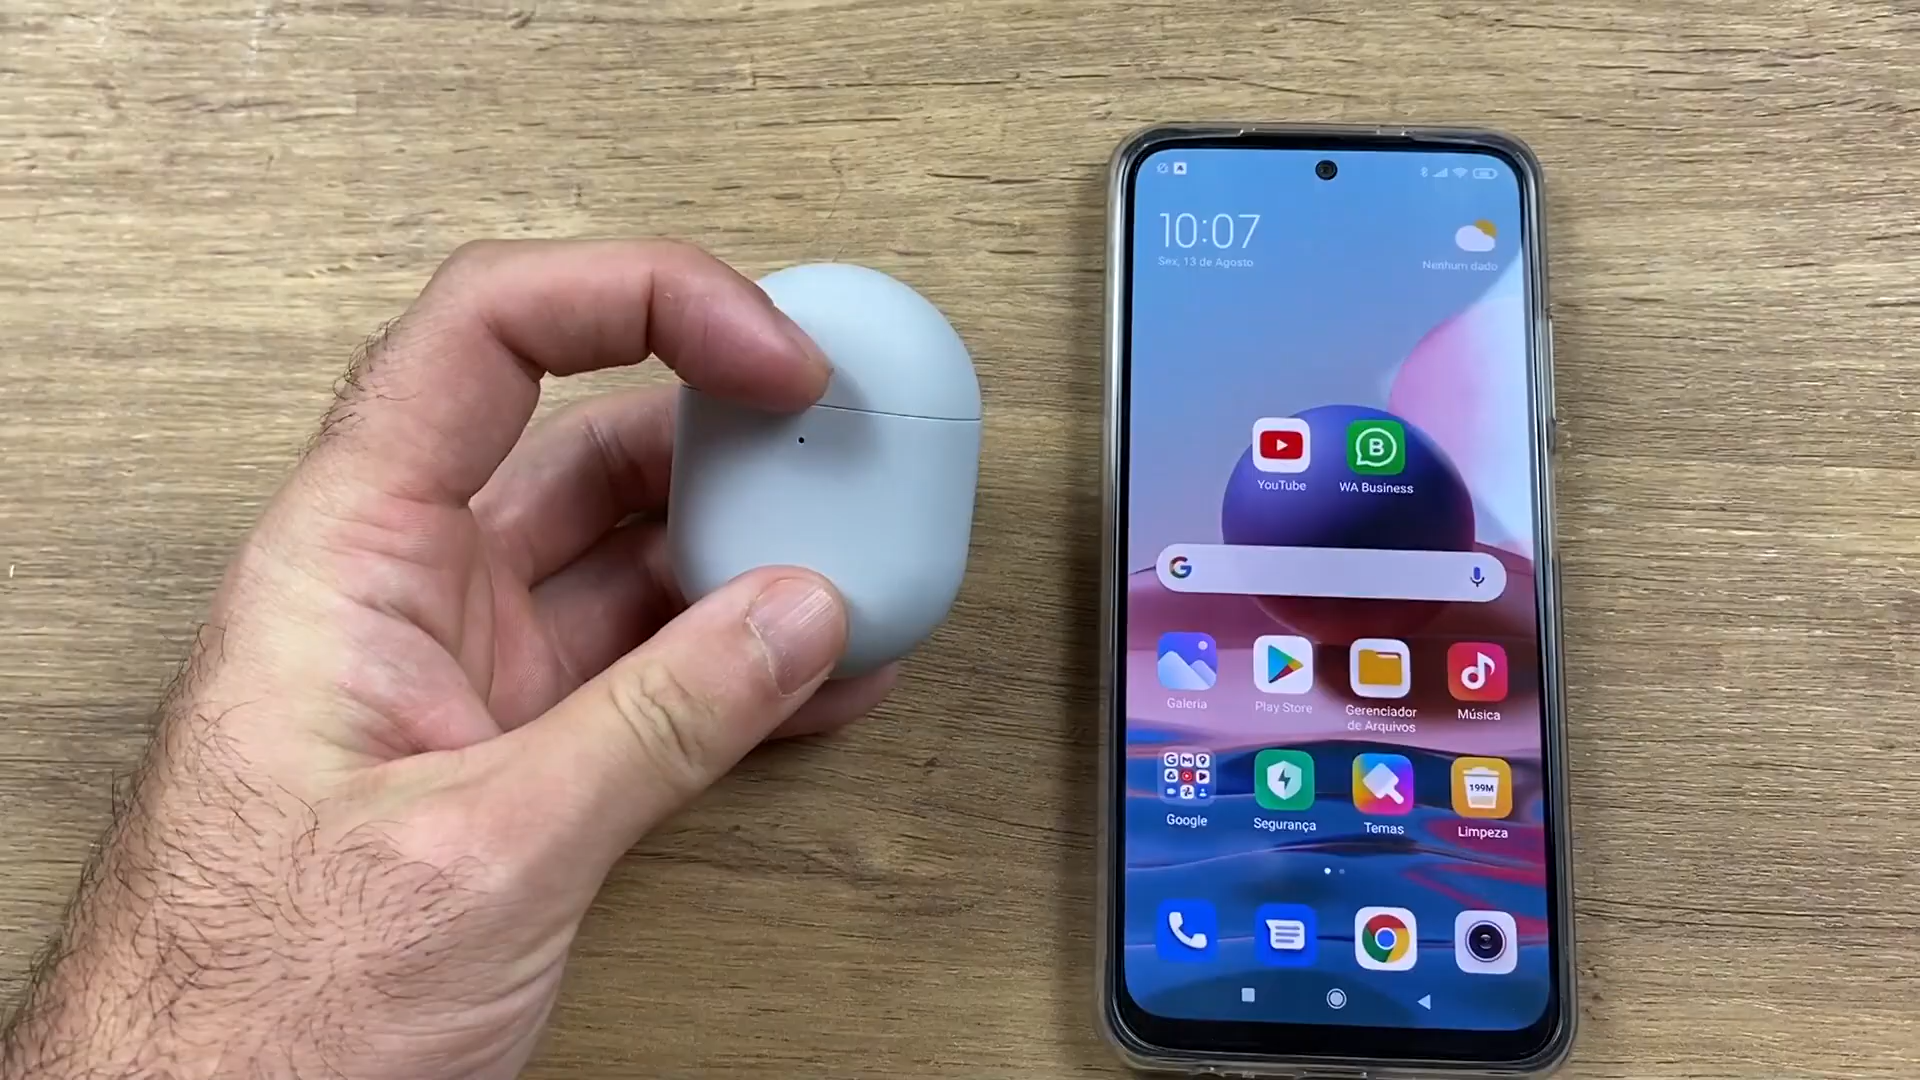 10:07
Sex, 13 de Agosto
Nenhum dado
YouTube
WA Business
Galeria
Play Store
Gerenciador
de Arquivos
Música
199M
Google
Segurança
Temas
Limpeza